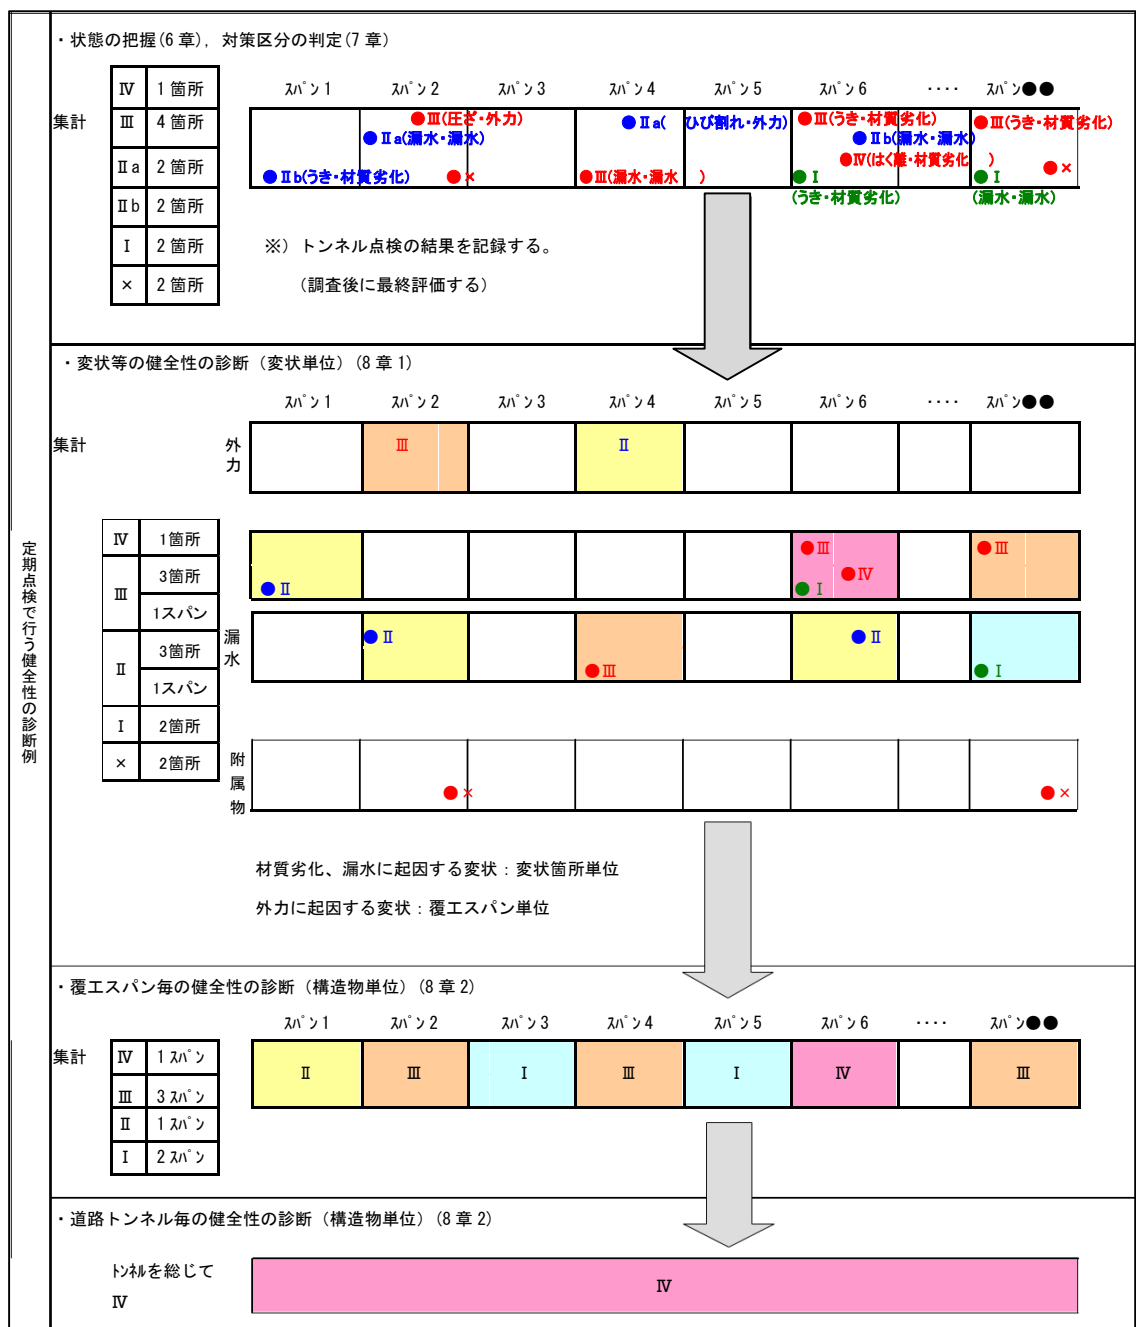 ・状態の把握(6 章), 対策区分の判定(7 章)
Ⅳ 1 箇所 ｽﾊﾟﾝ 1 ｽﾊﾟﾝ 2 ｽﾊﾟﾝ 3 ｽﾊﾟﾝ 4 ｽﾊﾟﾝ 5 ｽﾊﾟﾝ 6 ‥‥ ｽﾊﾟﾝ●●
集計 Ⅲ 4 箇所 ●Ⅲ(圧ざ・外力) ●Ⅱa( ひび割れ・外力) ●Ⅲ(うき・材質劣化) ●Ⅲ(うき・材質劣化)
●Ⅱa(漏水・漏水) ●Ⅱb(漏水・漏水)
Ⅱa 2 箇所 ●Ⅳ(はく離・材質劣化 ) ●×
●Ⅱb(うき・材質劣化) ●× ●Ⅲ(漏水・漏水 ) ●Ⅰ ●Ⅰ
Ⅱb 2 箇所 (うき・材質劣化) (漏水・漏水)
Ⅰ 2 箇所 ※) トンネル点検の結果を記録する。
× 2 箇所 (調査後に最終評価する)
・変状等の健全性の診断（変状単位）(8 章 1)
ｽﾊﾟﾝ 1 ｽﾊﾟﾝ 2 ｽﾊﾟﾝ 3 ｽﾊﾟﾝ 4 ｽﾊﾟﾝ 5 ｽﾊﾟﾝ 6 ‥‥ ｽﾊﾟﾝ●●
集計 外力 Ⅲ Ⅱ
Ⅳ 1箇所 ●Ⅲ ●Ⅲ
Ⅲ 3箇所 ●Ⅳ
●Ⅱ ●Ⅰ
1スパン
Ⅱ 3箇所 漏水 ●Ⅱ ●Ⅱ
●Ⅲ ●Ⅰ
1スパン
Ⅰ 2箇所
× 2箇所 附属物
●× ●×
定期点検で行う健全性の診断例
材質劣化、漏水に起因する変状：変状箇所単位
外力に起因する変状：覆工スパン単位
・覆工スパン毎の健全性の診断（構造物単位）(8 章 2)
ｽﾊﾟﾝ 1 ｽﾊﾟﾝ 2 ｽﾊﾟﾝ 3 ｽﾊﾟﾝ 4 ｽﾊﾟﾝ 5 ｽﾊﾟﾝ 6 ‥‥ ｽﾊﾟﾝ●●
集計 Ⅳ 1 ｽﾊﾟﾝ
Ⅱ Ⅲ Ⅰ Ⅲ Ⅰ Ⅳ Ⅲ
Ⅲ 3 ｽﾊﾟﾝ
Ⅱ 1 ｽﾊﾟﾝ
Ⅰ 2 ｽﾊﾟﾝ
・道路トンネル毎の健全性の診断（構造物単位）(8 章 2)
ﾄﾝﾈﾙを総じて
Ⅳ Ⅳ